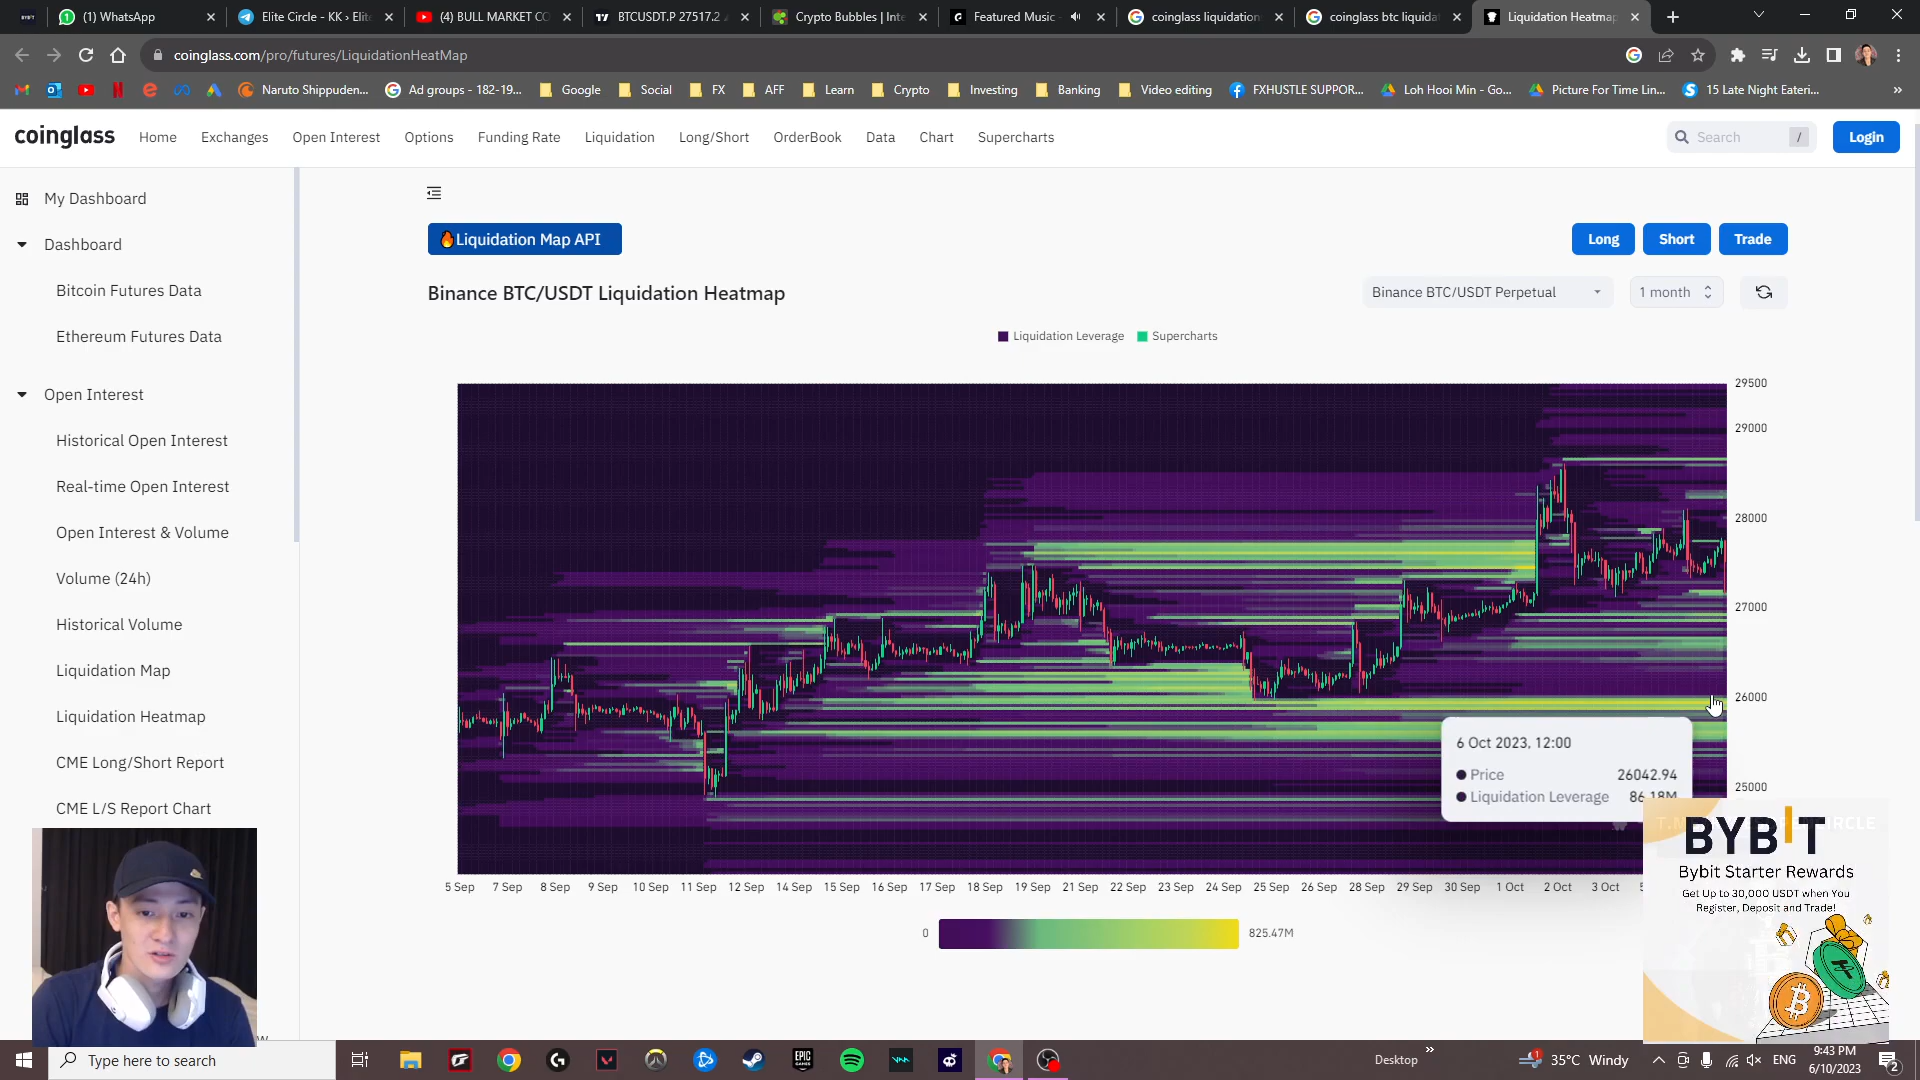 (1) WhatsApp
Elite Circle - KK › Elite
(4) BULL MARKET CO
BTCUSDT.P 27517.2
Crypto Bubbles | Inte
Featured Music -
coinglass liquidation
coinglass btc liquida
Liquidation Heatmap
coinglass.com/pro/futures/LiquidationHeatMap
Naruto Shippuden...
Ad groups - 182-19...
Google
Social
FX
AFF
Learn
Crypto
Investing
Banking
Video editing
FXHUSTLE SUPPOR...
Loh Hooi Min - Go...
Picture For Time Lin...
15 Late Night Eateri...
coinglass
Home
Exchanges
Open Interest
Options
Funding Rate
Liquidation
Long/Short
OrderBook
Data
Chart
Supercharts
Search
/
Login
My Dashboard
Dashboard
Bitcoin Futures Data
Ethereum Futures Data
Open Interest
Historical Open Interest
Real-time Open Interest
Open Interest & Volume
Volume (24h)
Historical Volume
Liquidation Map
Liquidation Heatmap
CME Long/Short Report
CME L/S Report Chart
Liquidation Map API
Long
Short
Trade
Binance BTC/USDT Liquidation Heatmap
Binance BTC/USDT Perpetual
1 month
Liquidation Leverage
Supercharts
29500
29000
28000
27000
26000
25000
6 Oct 2023, 12:00
Price 26042.94
Liquidation Leverage 86.18M
5 Sep
7 Sep
8 Sep
9 Sep
10 Sep
11 Sep
12 Sep
14 Sep
15 Sep
16 Sep
17 Sep
18 Sep
19 Sep
21 Sep
22 Sep
23 Sep
24 Sep
25 Sep
26 Sep
28 Sep
29 Sep
30 Sep
1 Oct
2 Oct
3 Oct
0
825.47M
BYBIT
Bybit Starter Rewards
Get Up to 30,000 USDT when You
Register, Deposit and Trade!
Type here to search
EPIC GAMES
Desktop
35°C Windy
ENG
9:43 PM
6/10/2023
2